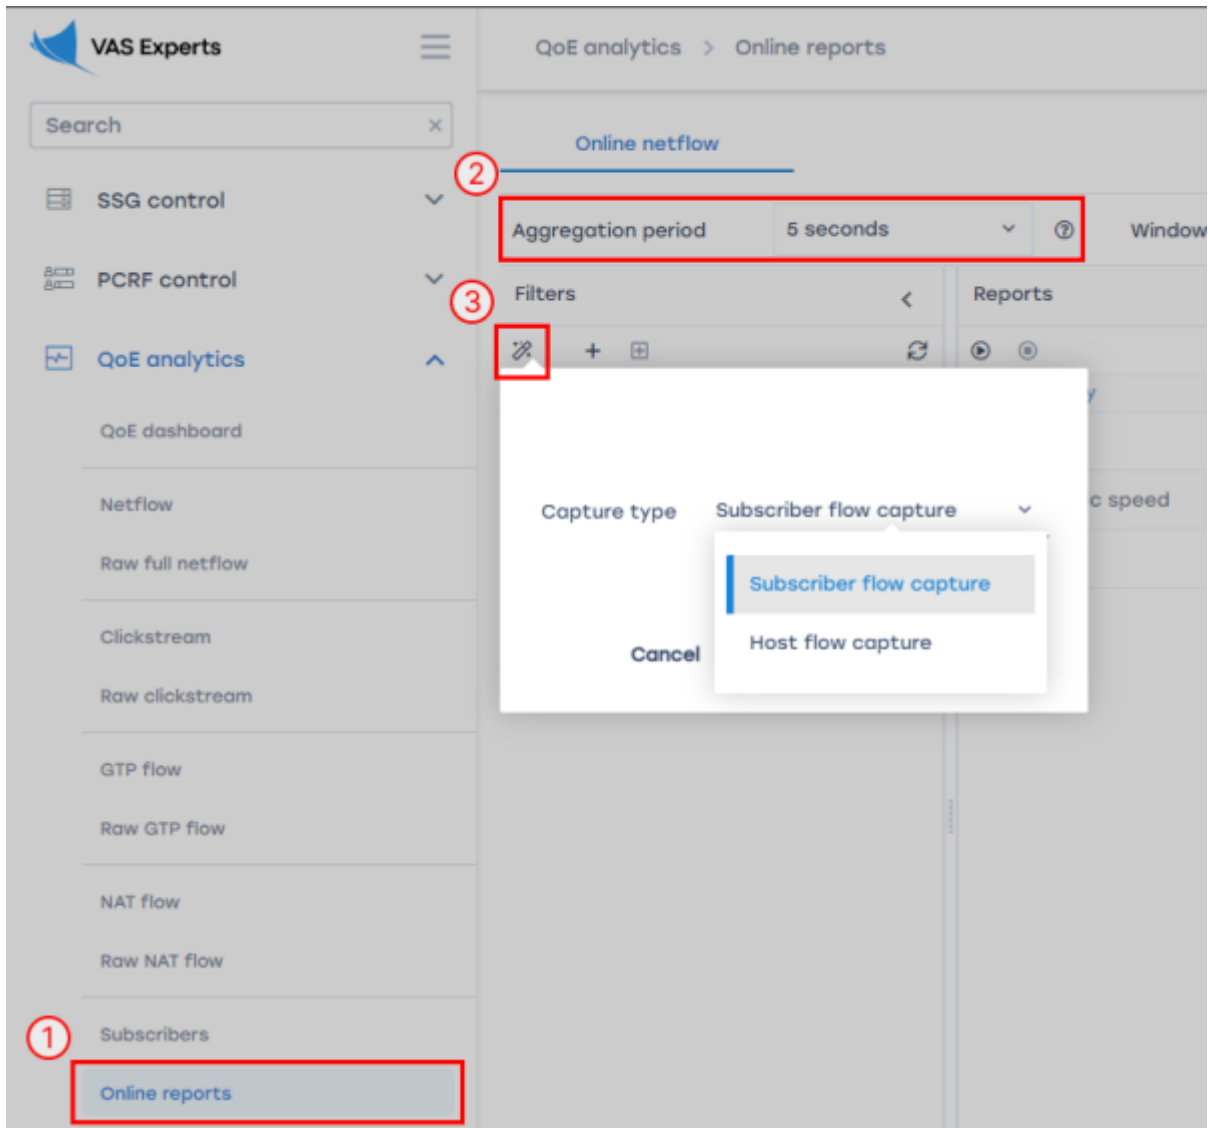 VAS Experts
QoE analytics > Online reports
Search
Online netflow
2
SSG control
Aggregation period 5 seconds Window
PCRF control
3
Filters
Reports
QoE analytics
QoE dashboard
y
Capture type Subscriber flow capture
c speed
Netflow
Raw full netflow
Subscriber flow capture
Host flow capture
Cancel
Clickstream
Raw clickstream
GTP flow
Raw GTP flow
NAT flow
Raw NAT flow
1
Subscribers
Online reports